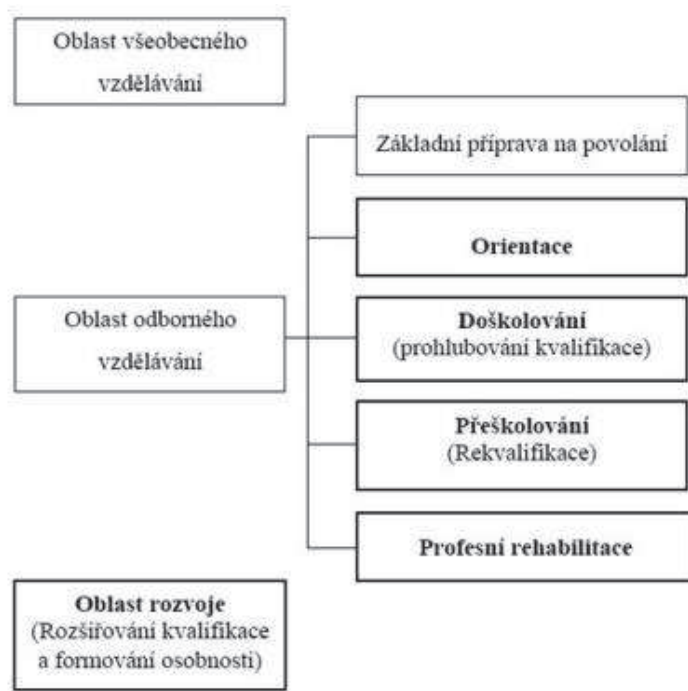 Oblast všeobecného
vzdělávání
Základní příprava na povolání
Orientace
Oblast odborného
vzdělávání
Doškolování
(prohlubování kvalifikace)
Přeškolování
(Rekvalifikace)
Profesní rehabilitace
Oblast rozvoje
(Rozšiřování kvalifikace
a formování osobnosti)